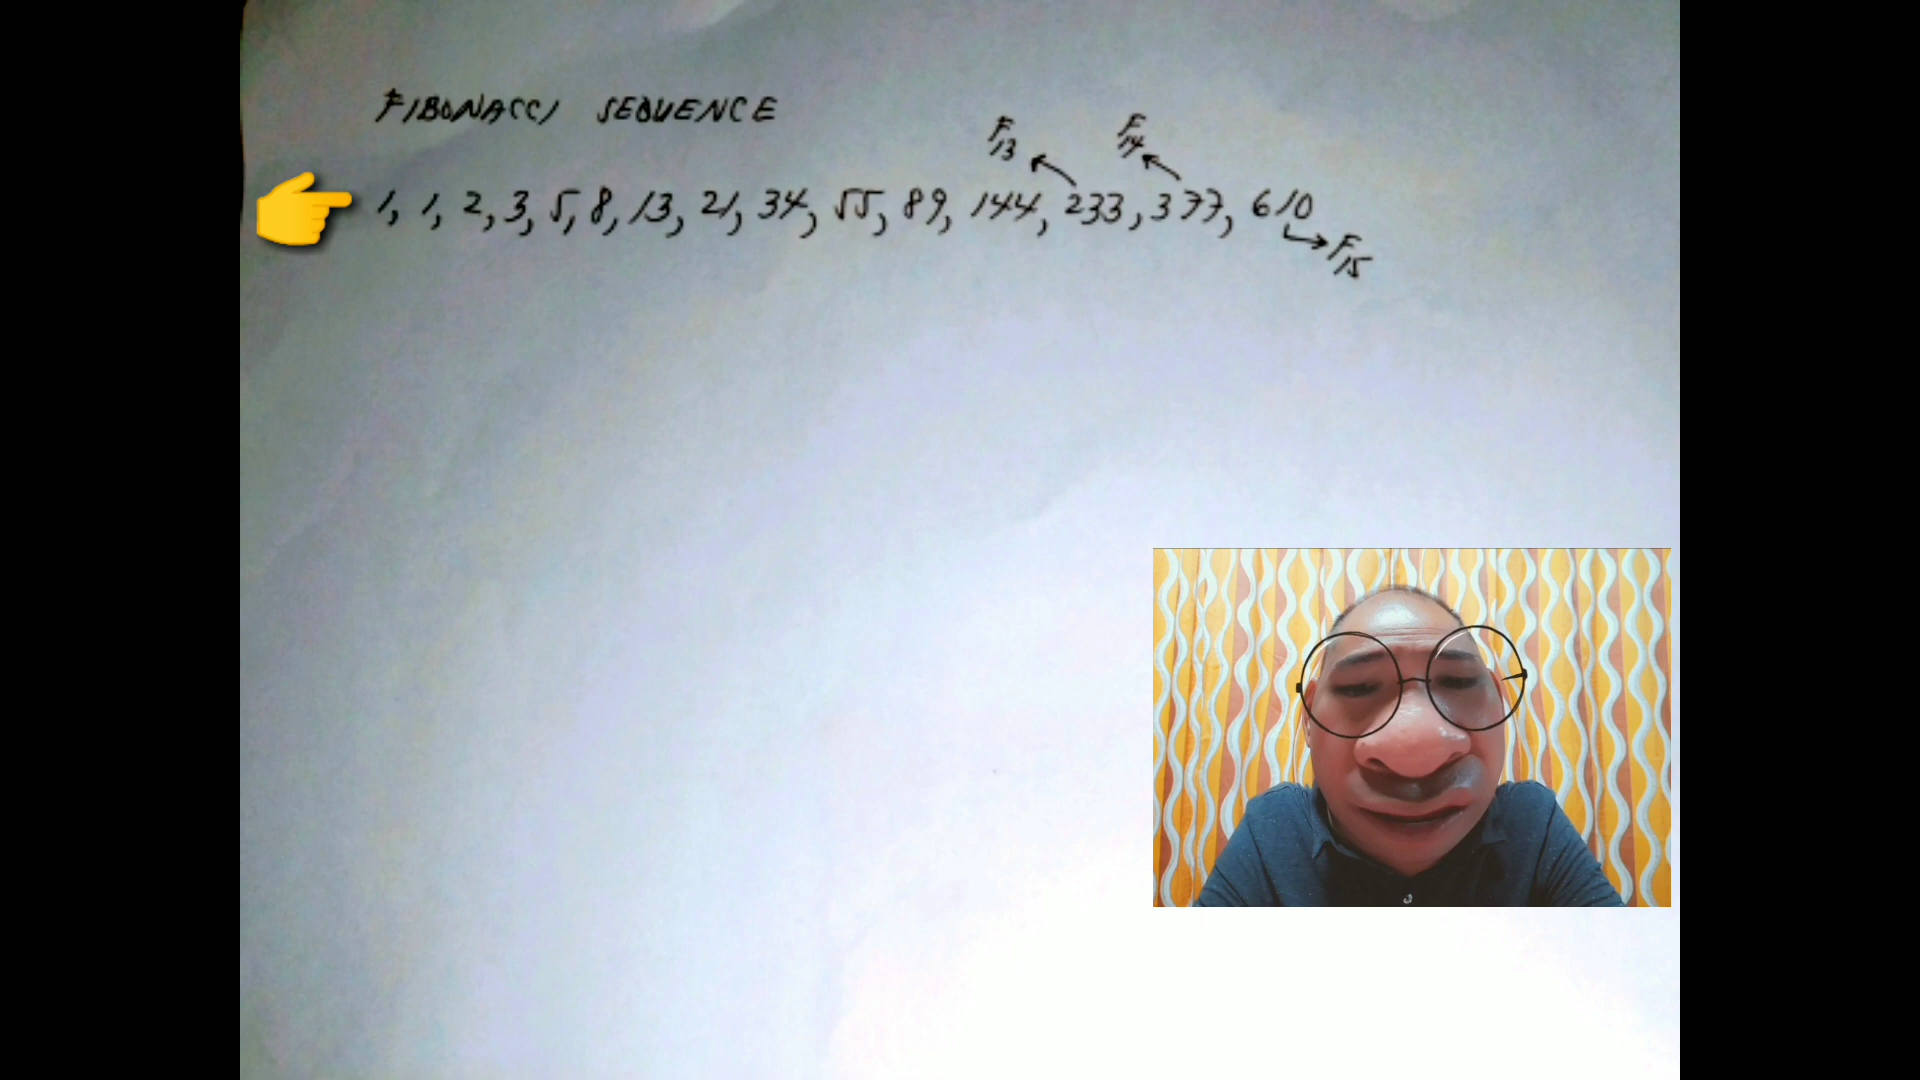 FIBONACCI SEQUENCE
F13 F14
1, 1, 2, 3, 5, 8, 13, 21, 34, 55, 89, 144, 233, 377, 610
F15